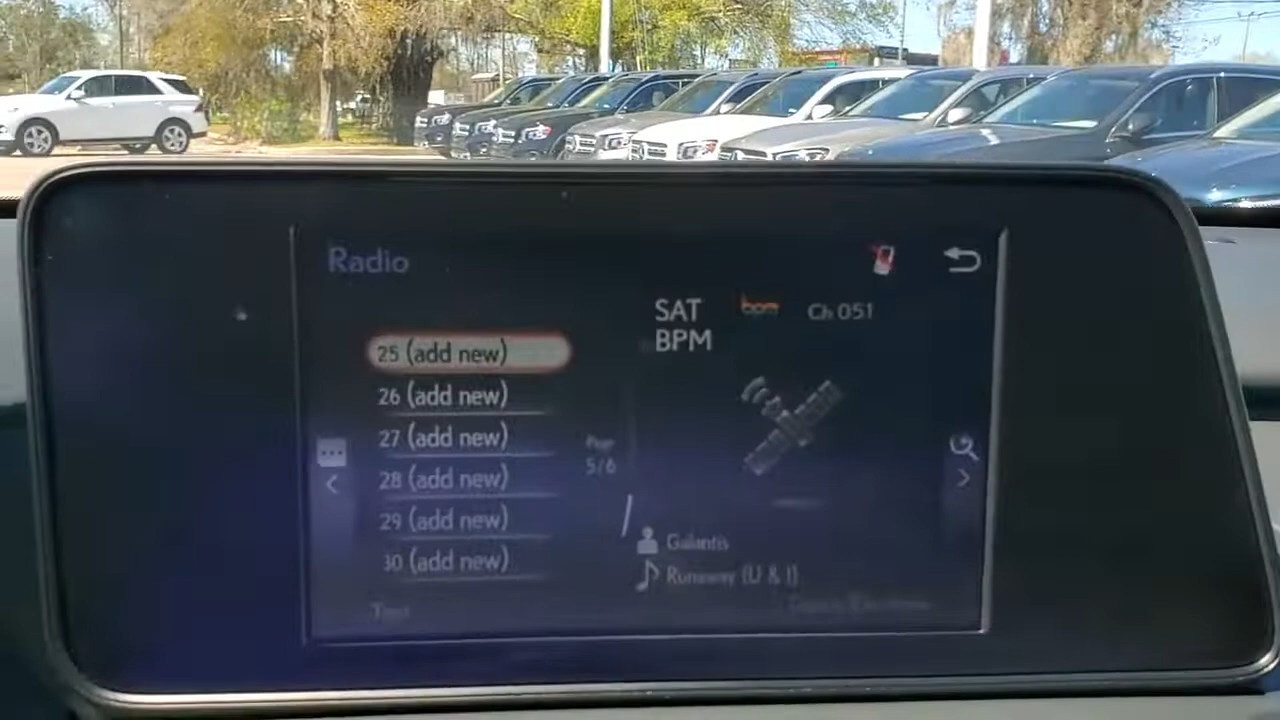 Radio
SAT bpm Ch 051
BPM
25 (add new)
26 (add new)
27 (add new)
28 (add new)
29 (add new)
30 (add new)
Page
5/6
Galantis
Runaway (U & I)